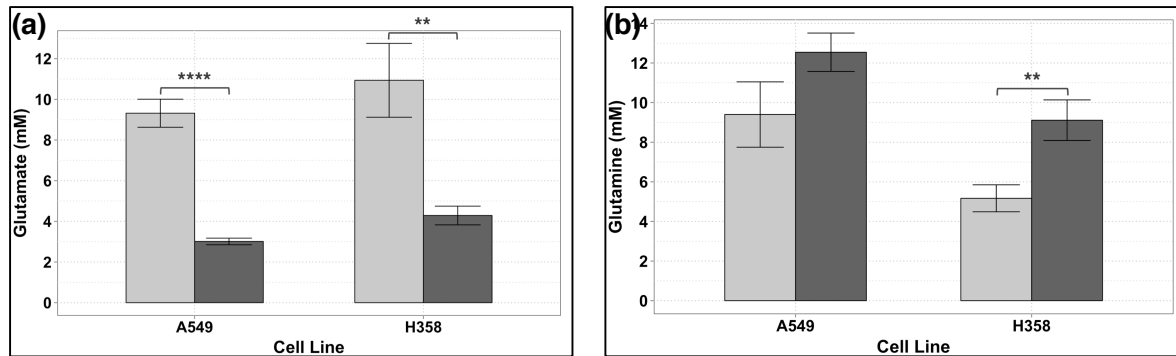 (a)
Glutamate (mM)
12
10
8
6
4
2
0
****
**
A549
H358
Cell Line
(b)
Glutamine (mM)
14
12
10
8
6
4
2
0
**
A549
H358
Cell Line